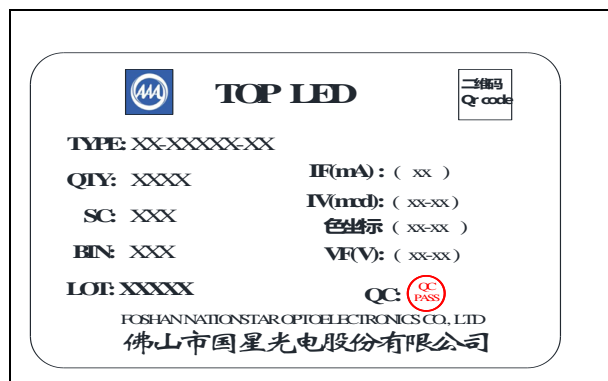 TOP LED
二维码
Qr code
TYPE: XX-XXXXX-XX
QTY: XXXX
SC: XXX
BIN: XXX
LOT: XXXXX
IF(mA) : ( xx )
IV(mcd): ( xx-xx )
色坐标: ( xx-xx )
VF(V): ( xx-xx )
QC:
QC
PASS
FOSHAN NATIONSTAR OPTOELECTRONICS CO., LTD
佛山市国星光电股份有限公司